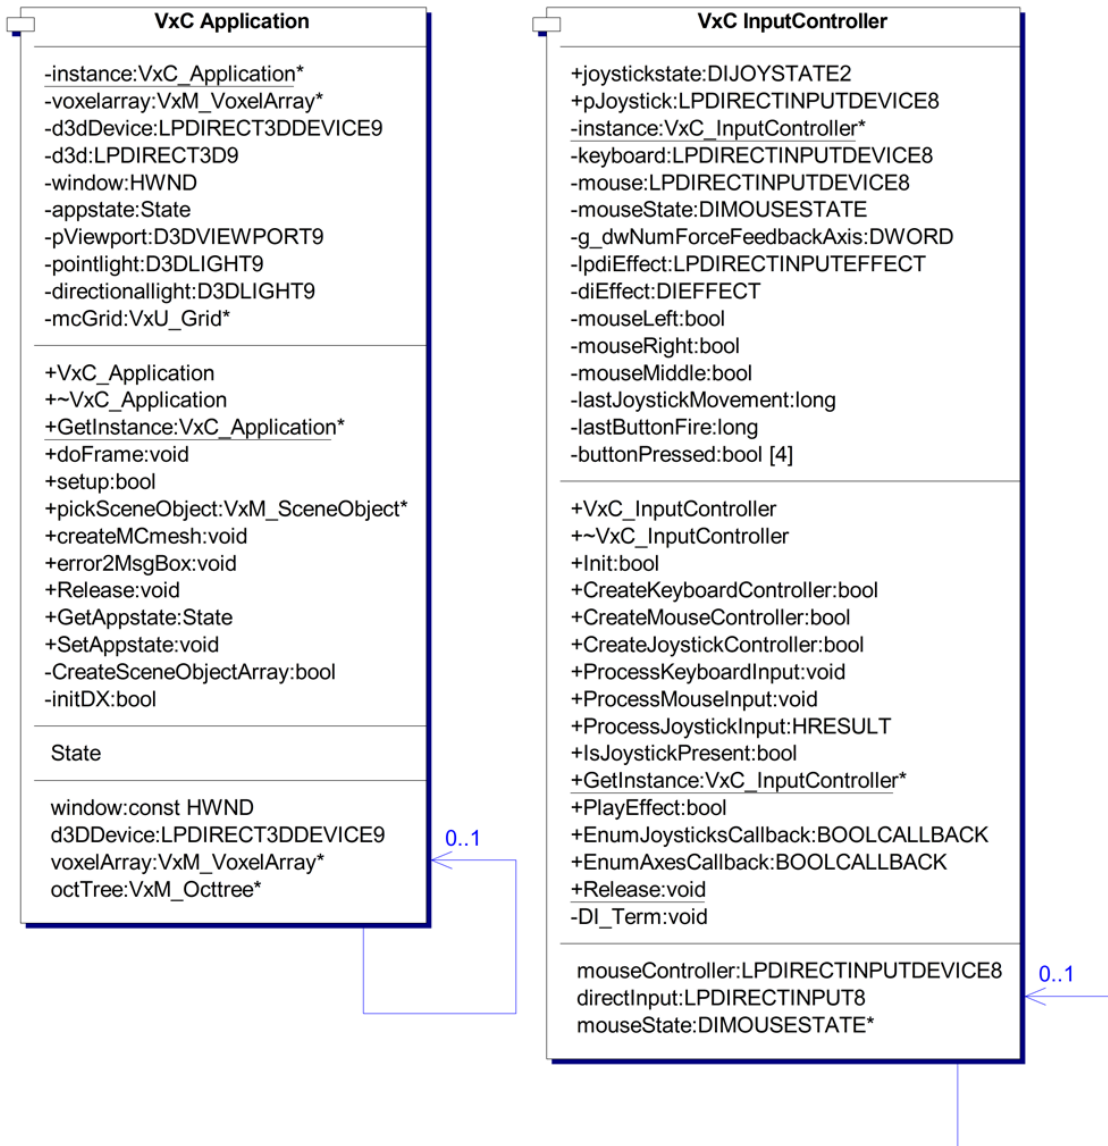 VxC Application
-instance:VxC_Application*
-voxelarray:VxM_VoxelArray*
-d3dDevice:LPDIRECT3DDEVICE9
-d3d:LPDIRECT3D9
-window:HWND
-appstate:State
-pViewport:D3DVIEWPORT9
-pointlight:D3DLIGHT9
-directionallight:D3DLIGHT9
-mcGrid:VxU_Grid*
+VxC_Application
+~VxC_Application
+GetInstance:VxC_Application*
+doFrame:void
+setup:bool
+pickSceneObject:VxM_SceneObject*
+createMCmesh:void
+error2MsgBox:void
+Release:void
+GetAppstate:State
+SetAppstate:void
-CreateSceneObjectArray:bool
-initDX:bool
State
window:const HWND
d3DDevice:LPDIRECT3DDEVICE9
voxelArray:VxM_VoxelArray*
octTree:VxM_Octtree*
0..1
VxC InputController
+joystickstate:DIJOYSTATE2
+pJoystick:LPDIRECTINPUTDEVICE8
-instance:VxC_InputController*
-keyboard:LPDIRECTINPUTDEVICE8
-mouse:LPDIRECTINPUTDEVICE8
-mouseState:DIMOUSESTATE
-g_dwNumForceFeedbackAxis:DWORD
-lpdiEffect:LPDIRECTINPUTEFFECT
-diEffect:DIEFFECT
-mouseLeft:bool
-mouseRight:bool
-mouseMiddle:bool
-lastJoystickMovement:long
-lastButtonFire:long
-buttonPressed:bool [4]
+VxC_InputController
+~VxC_InputController
+Init:bool
+CreateKeyboardController:bool
+CreateMouseController:bool
+CreateJoystickController:bool
+ProcessKeyboardInput:void
+ProcessMouseInput:void
+ProcessJoystickInput:HRESULT
+IsJoystickPresent:bool
+GetInstance:VxC_InputController*
+PlayEffect:bool
+EnumJoysticksCallback:BOOLCALLBACK
+EnumAxesCallback:BOOLCALLBACK
+Release:void
-DI_Term:void
mouseController:LPDIRECTINPUTDEVICE8
directInput:LPDIRECTINPUT8
mouseState:DIMOUSESTATE*
0..1